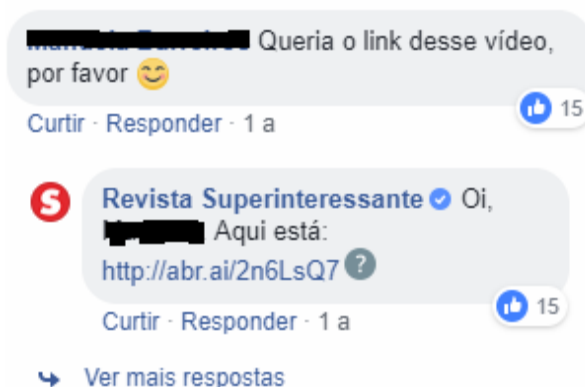 Queria o link desse vídeo,
por favor 😊
15
Curtir · Responder · 1 a
S
Revista Superinteressante Oi,
Aqui está:
http://abr.ai/2n6LsQ7 ?
15
Curtir · Responder · 1 a
Ver mais respostas